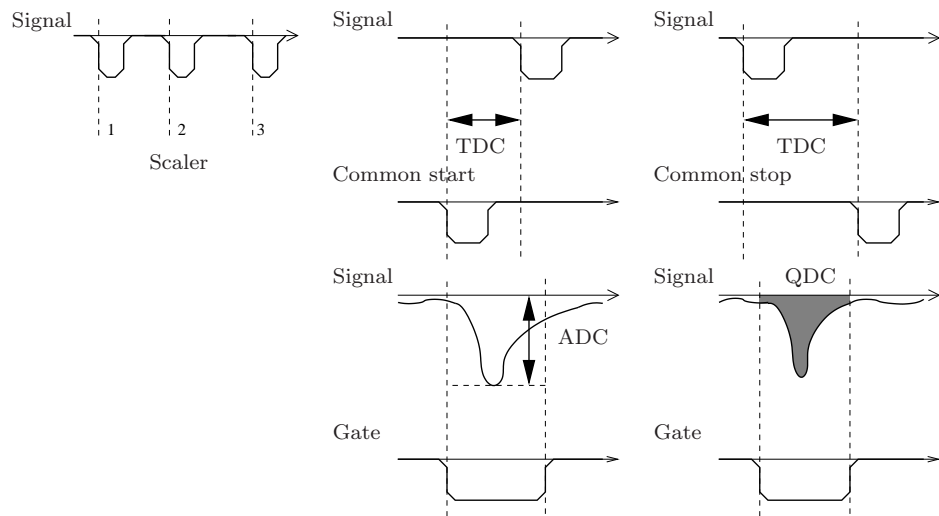 Signal
1 2 3
Scaler
Signal
TDC
Common start
Signal
TDC
Common stop
Signal
ADC
Gate
Signal
QDC
Gate